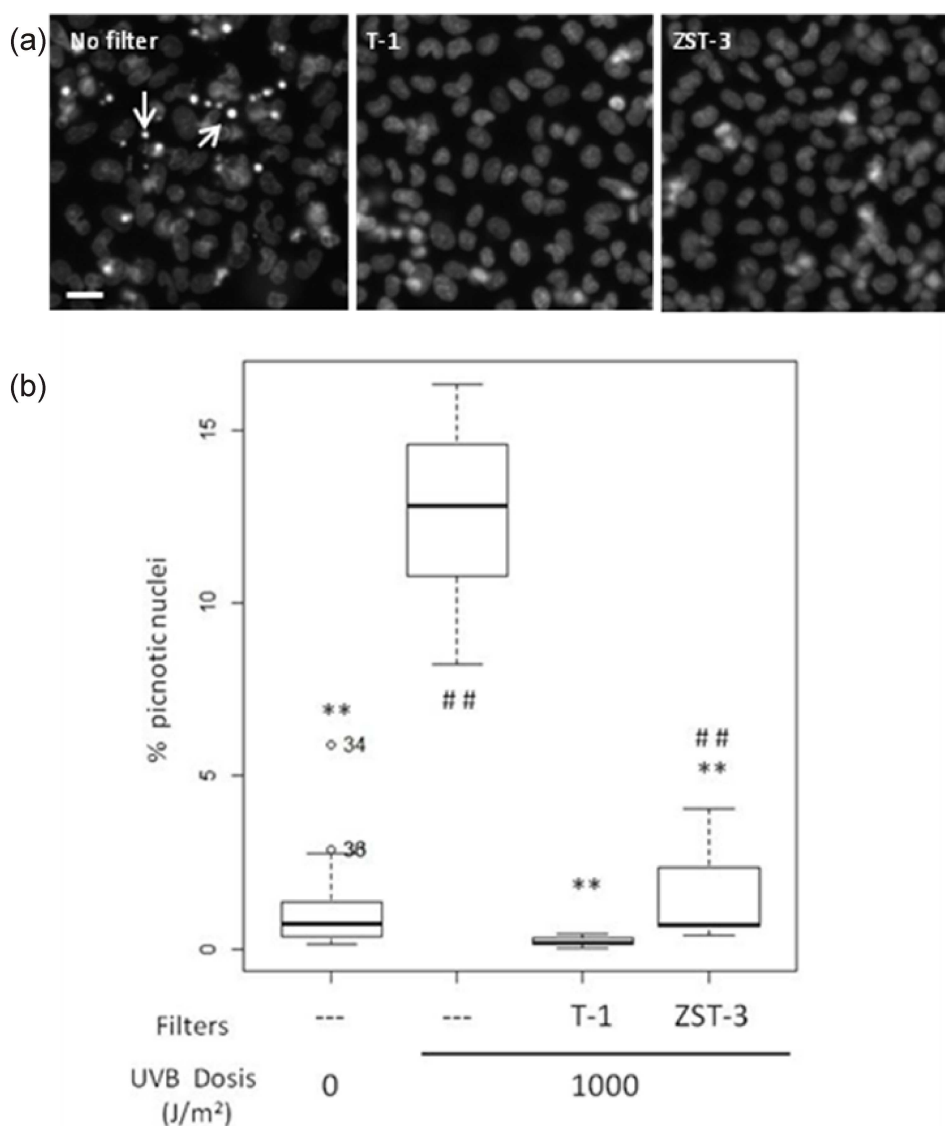 (a)
No filter
T-1
ZST-3
(b)
% picnotic nuclei
15
10
5
0
**
34
##
##
**
**
Filters
---
---
T-1
ZST-3
UVB Dosis
(J/m²)
0
1000